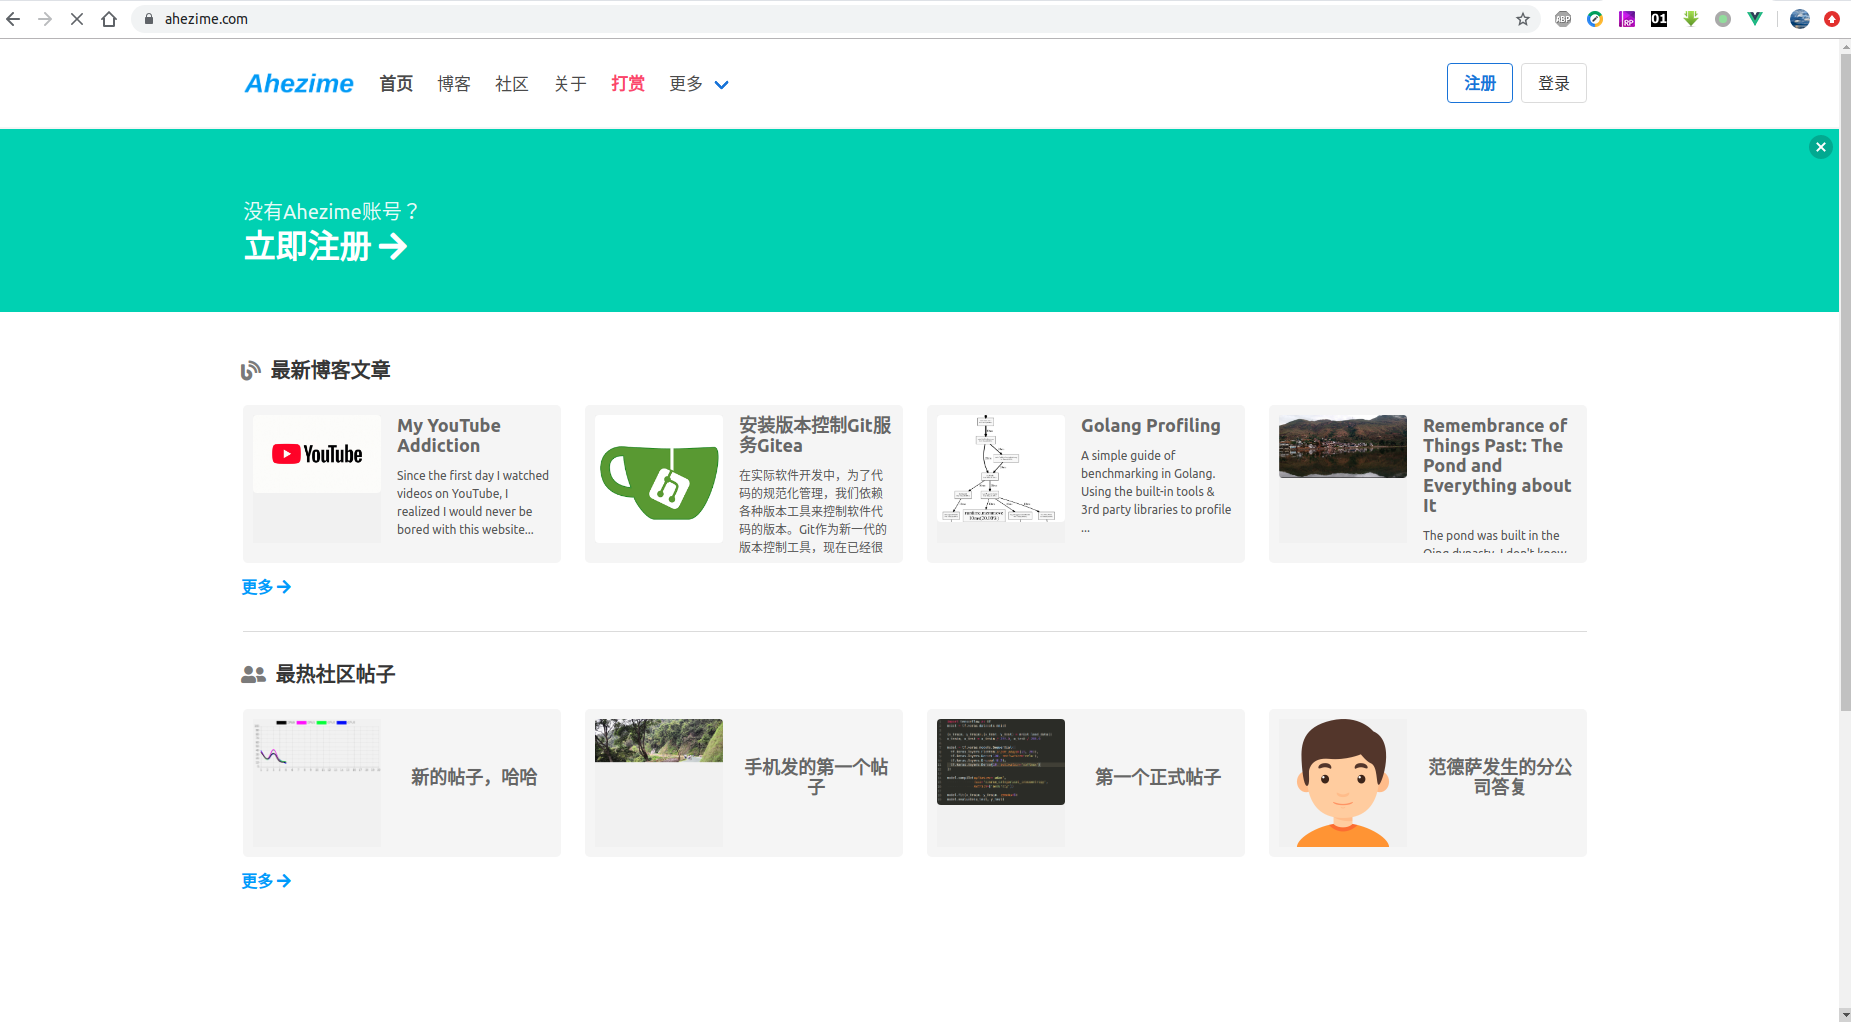 ahezime.com
ABP
RP
01
Ahezime 首页 博客 社区 关于 打赏 更多
注册 登录
没有Ahezime账号？
立即注册
最新博客文章
YouTube
My YouTube
Addiction
Since the first day I watched
videos on YouTube, I
realized I would never be
bored with this website...
安装版本控制Git服
务Gitea
在实际软件开发中，为了代
码的规范化管理，我们依赖
各种版本工具来控制软件代
码的版本。Git作为新一代的
版本控制工具，现在已经很
Golang Profiling
A simple guide of
benchmarking in Golang.
Using the built-in tools &
3rd party libraries to profile
...
Remembrance of
Things Past: The
Pond and
Everything about
It
The pond was built in the
Qing dynasty. I don't know
更多
最热社区帖子
新的帖子，哈哈
手机发的第一个帖
子
第一个正式帖子
范德萨发生的分公
司答复
更多